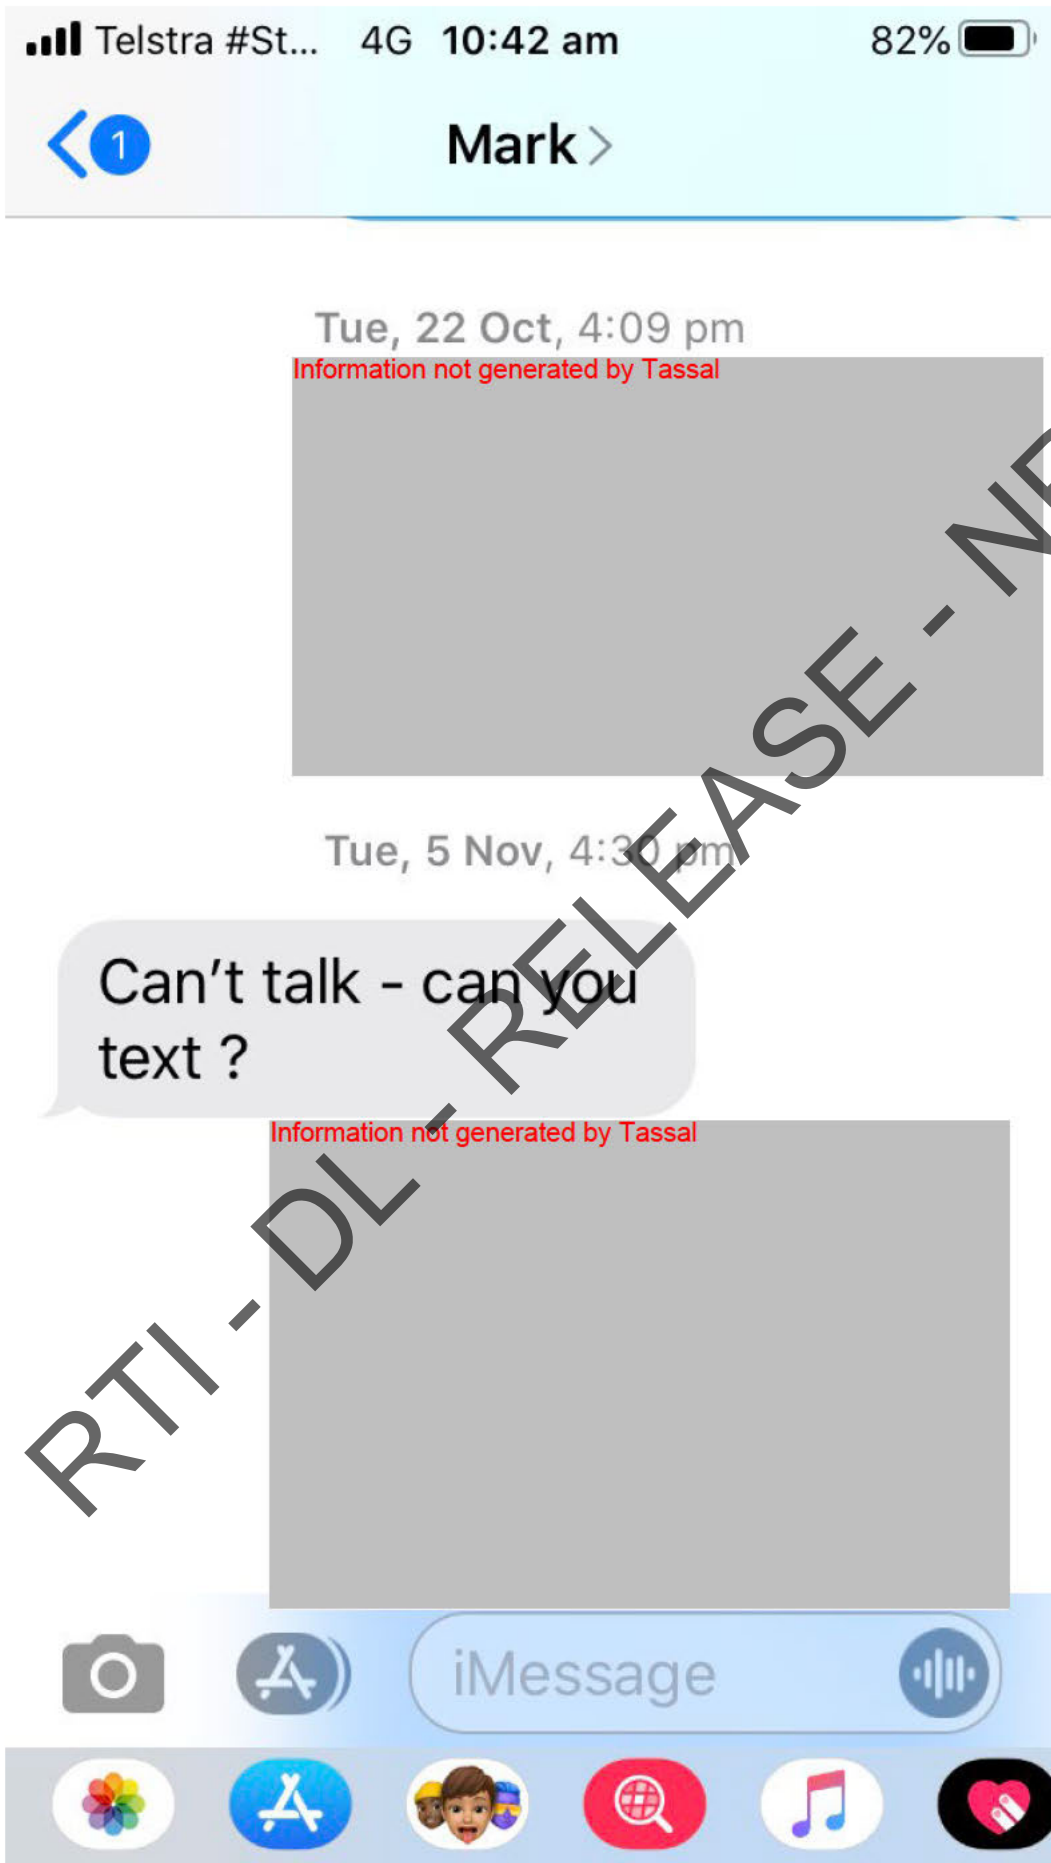 Telstra #St... 4G 10:42 am 82%
1
Mark
Tue, 22 Oct, 4:09 pm
Information not generated by Tassal
Tue, 5 Nov, 4:30 pm
Can't talk - can you
text ?
Information not generated by Tassal
RTI - DL - RELEASE -
iMessage